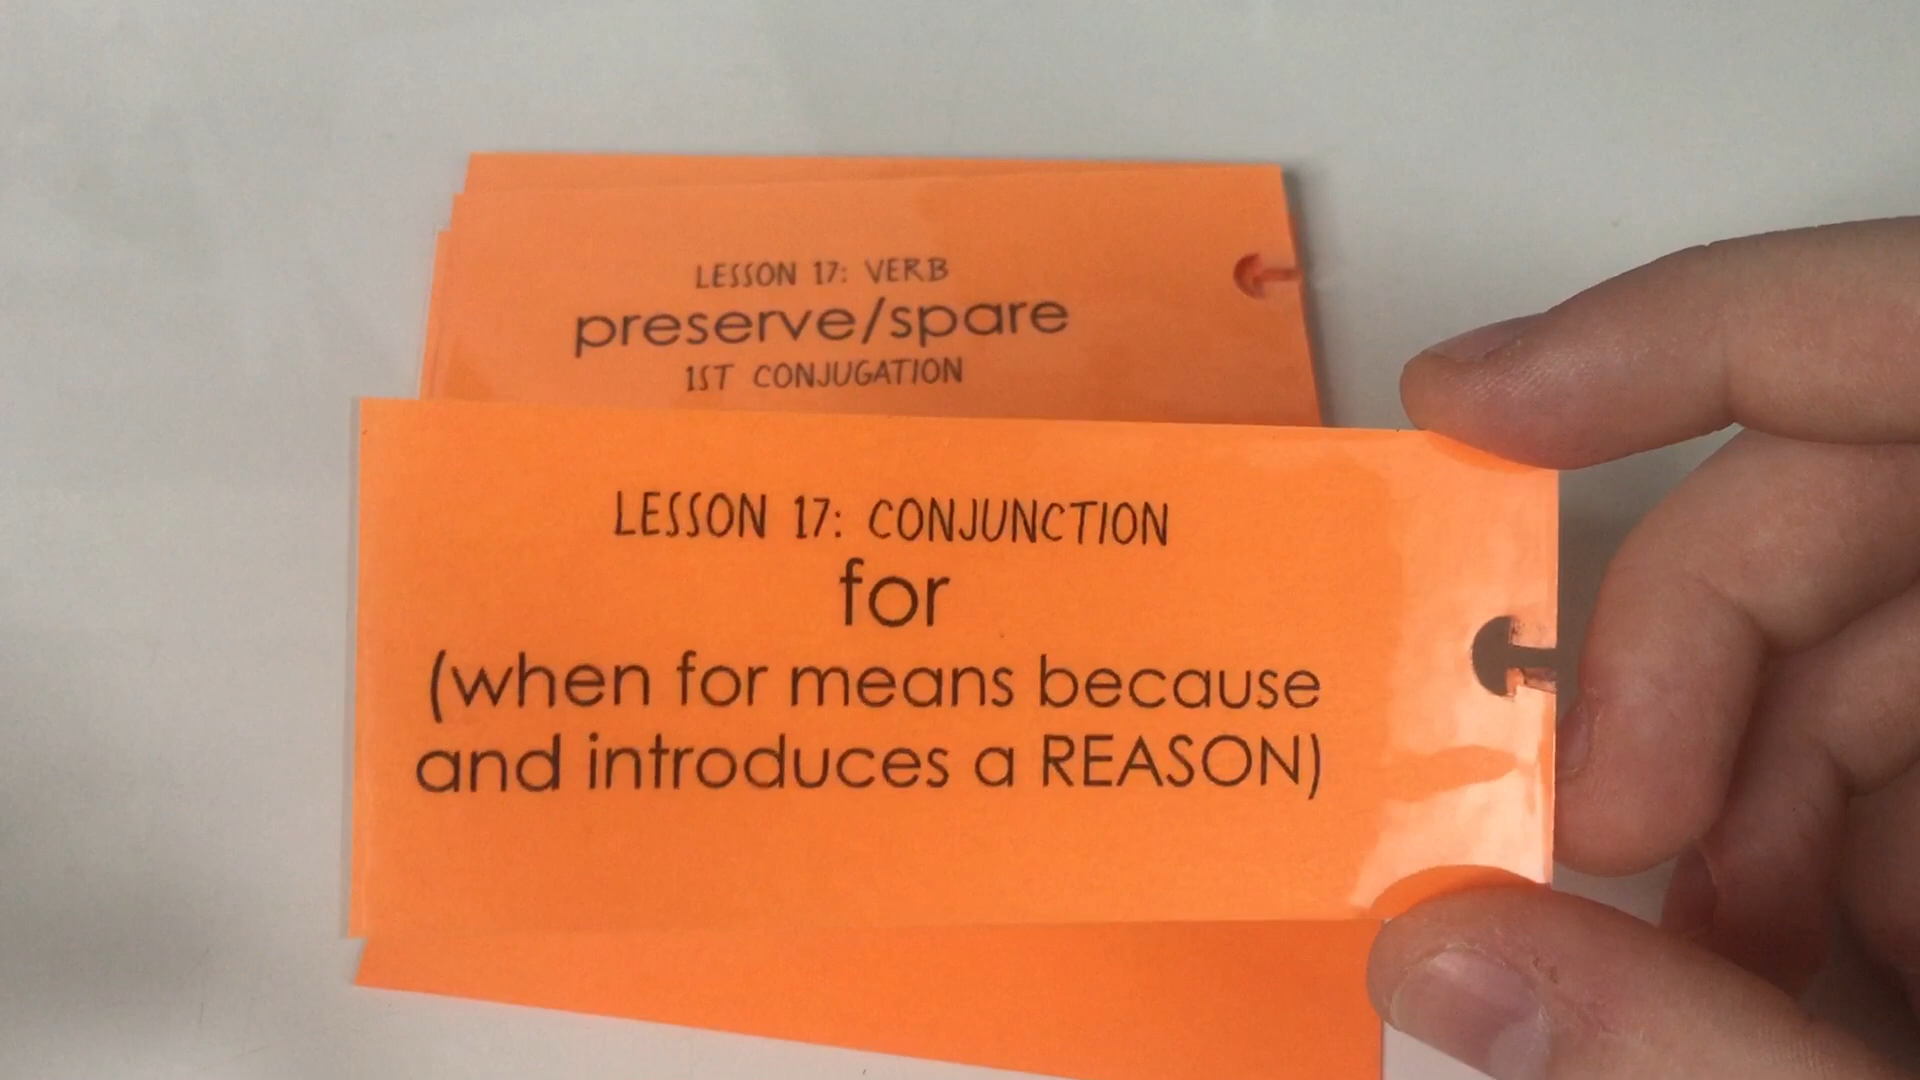 LESSON 17: VERB
preserve/spare
1ST CONJUGATION
LESSON 17: CONJUNCTION
for
(when for means because
and introduces a REASON)